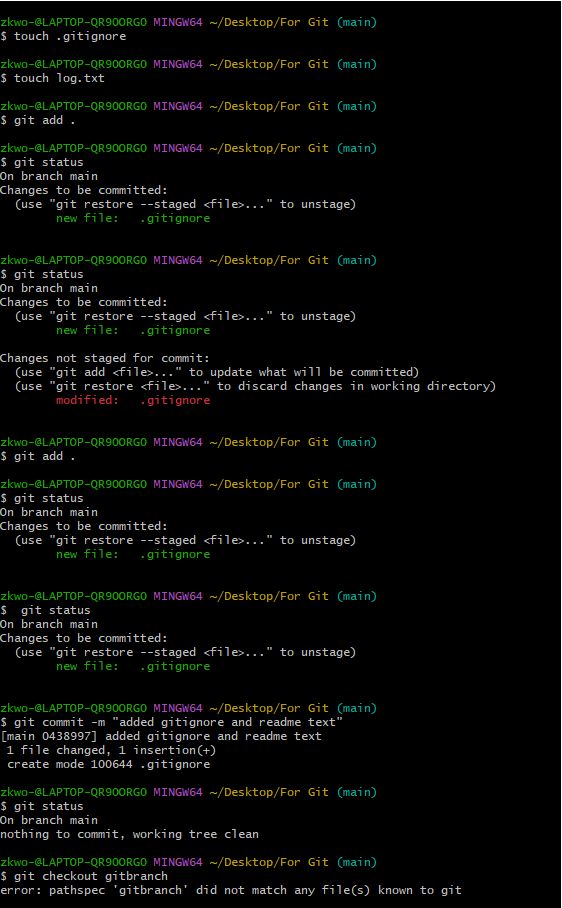 zkwo-@LAPTOP-QR9OORGO MINGW64 ~/Desktop/For Git (main)
$ touch .gitignore
zkwo-@LAPTOP-QR9OORGO MINGW64 ~/Desktop/For Git (main)
$ touch log.txt
zkwo-@LAPTOP-QR9OORGO MINGW64 ~/Desktop/For Git (main)
$ git add .
zkwo-@LAPTOP-QR9OORGO MINGW64 ~/Desktop/For Git (main)
$ git status
On branch main
Changes to be committed:
  (use "git restore --staged <file>..." to unstage)
        new file:   .gitignore
zkwo-@LAPTOP-QR9OORGO MINGW64 ~/Desktop/For Git (main)
$ git status
On branch main
Changes to be committed:
  (use "git restore --staged <file>..." to unstage)
        new file:   .gitignore
Changes not staged for commit:
  (use "git add <file>..." to update what will be committed)
  (use "git restore <file>..." to discard changes in working directory)
        modified:   .gitignore
zkwo-@LAPTOP-QR9OORGO MINGW64 ~/Desktop/For Git (main)
$ git add .
zkwo-@LAPTOP-QR9OORGO MINGW64 ~/Desktop/For Git (main)
$ git status
On branch main
Changes to be committed:
  (use "git restore --staged <file>..." to unstage)
        new file:   .gitignore
zkwo-@LAPTOP-QR9OORGO MINGW64 ~/Desktop/For Git (main)
$  git status
On branch main
Changes to be committed:
  (use "git restore --staged <file>..." to unstage)
        new file:   .gitignore
zkwo-@LAPTOP-QR9OORGO MINGW64 ~/Desktop/For Git (main)
$ git commit -m "added gitignore and readme text"
[main 0438997] added gitignore and readme text
 1 file changed, 1 insertion(+)
 create mode 100644 .gitignore
zkwo-@LAPTOP-QR9OORGO MINGW64 ~/Desktop/For Git (main)
$ git status
On branch main
nothing to commit, working tree clean
zkwo-@LAPTOP-QR9OORGO MINGW64 ~/Desktop/For Git (main)
$ git checkout gitbranch
error: pathspec 'gitbranch' did not match any file(s) known to git